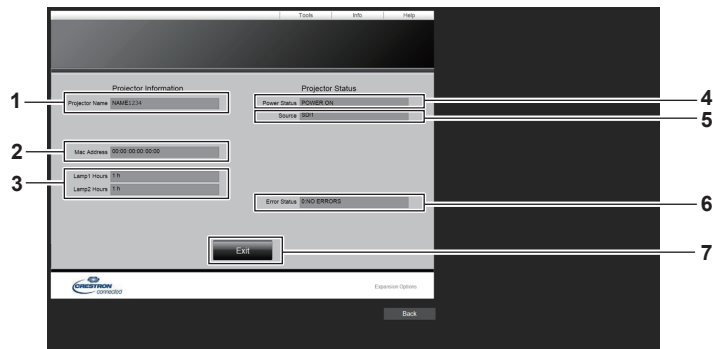 Tools Info Help
Projector Information
Projector Status
1 Projector Name NAME1234
Power Status POWER ON 4
Source SDI1 5
2 Mac Address 00:00:00:00:00
3 Lamp1 Hours 1 h
Lamp2 Hours 1 h
Error Status 0:NO ERRORS 6
Exit 7
CRESTRON
connected
Expansion Options
Back